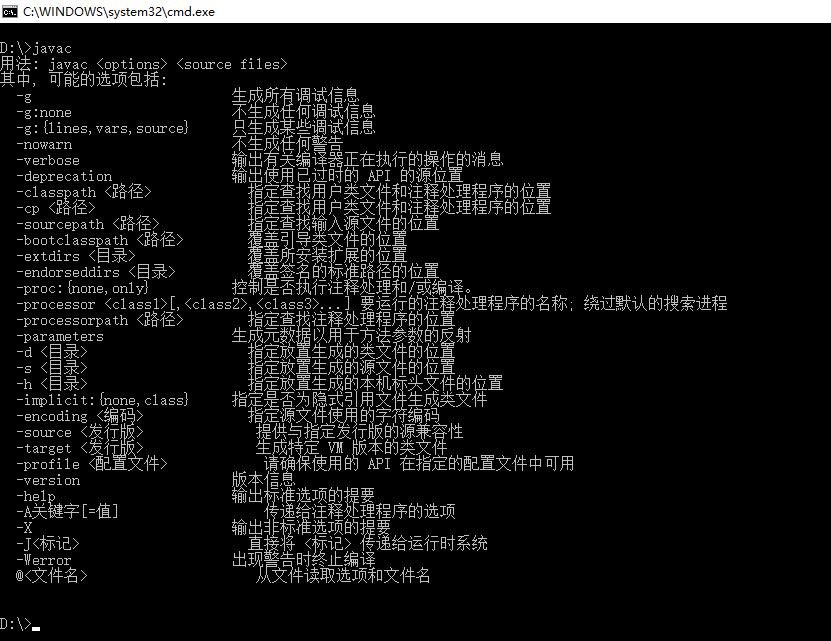 C:\WINDOWS\system32\cmd.exe
D:\>javac
用法: javac <options> <source files>
其中, 可能的选项包括:
-g 生成所有调试信息
-g:none 不生成任何调试信息
-g:{lines,vars,source} 只生成某些调试信息
-nowarn 不生成任何警告
-verbose 输出有关编译器正在执行的操作的消息
-deprecation 输出使用已过时的 API 的源位置
-classpath <路径> 指定查找用户类文件和注释处理程序的位置
-cp <路径> 指定查找用户类文件和注释处理程序的位置
-sourcepath <路径> 指定查找输入源文件的位置
-bootclasspath <路径> 覆盖引导类文件的位置
-extdirs <目录> 覆盖所安装扩展的位置
-endorseddirs <目录> 覆盖签名的标准路径的位置
-proc:{none,only} 控制是否执行注释处理和/或编译。
-processor <class1>[,<class2>,<class3>...] 要运行的注释处理程序的名称; 绕过默认的搜索进程
-processorpath <路径> 指定查找注释处理程序的位置
-parameters 生成元数据以用于方法参数的反射
-d <目录> 指定放置生成的类文件的位置
-s <目录> 指定放置生成的源文件的位置
-h <目录> 指定放置生成的本机标头文件的位置
-implicit:{none,class} 指定是否为隐式引用文件生成类文件
-encoding <编码> 指定源文件使用的字符编码
-source <发行版> 提供与指定发行版的源兼容性
-target <发行版> 生成特定 VM 版本的类文件
-profile <配置文件> 请确保使用的 API 在指定的配置文件中可用
-version 版本信息
-help 输出标准选项的提要
-A关键字[=值] 传递给注释处理程序的选项
-X 输出非标准选项的提要
-J<标记> 直接将 <标记> 传递给运行时系统
-Werror 出现警告时终止编译
@<文件名> 从文件读取选项和文件名
D:\>